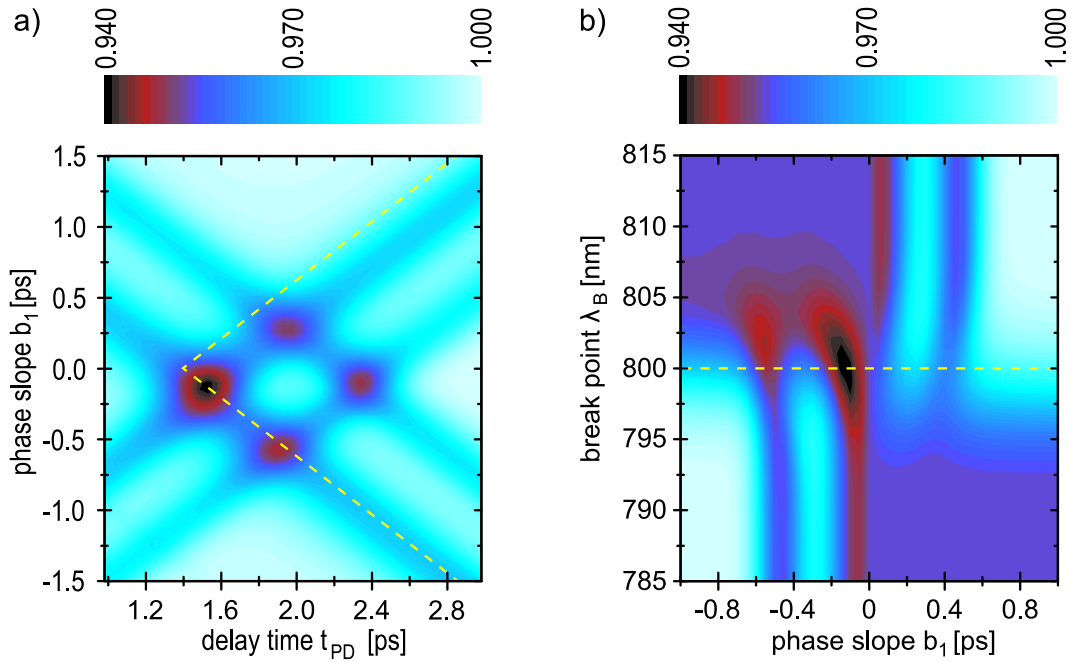 a)
0.940 0.970 1.000
1.5
1.0
0.5
0.0
-0.5
-1.0
-1.5
phase slope b1 [ps]
1.2 1.6 2.0 2.4 2.8
delay time tPD [ps]
b)
0.940 0.970 1.000
815
810
805
800
795
790
785
break point λB [nm]
-0.8 -0.4 0 0.4 0.8
phase slope b1 [ps]